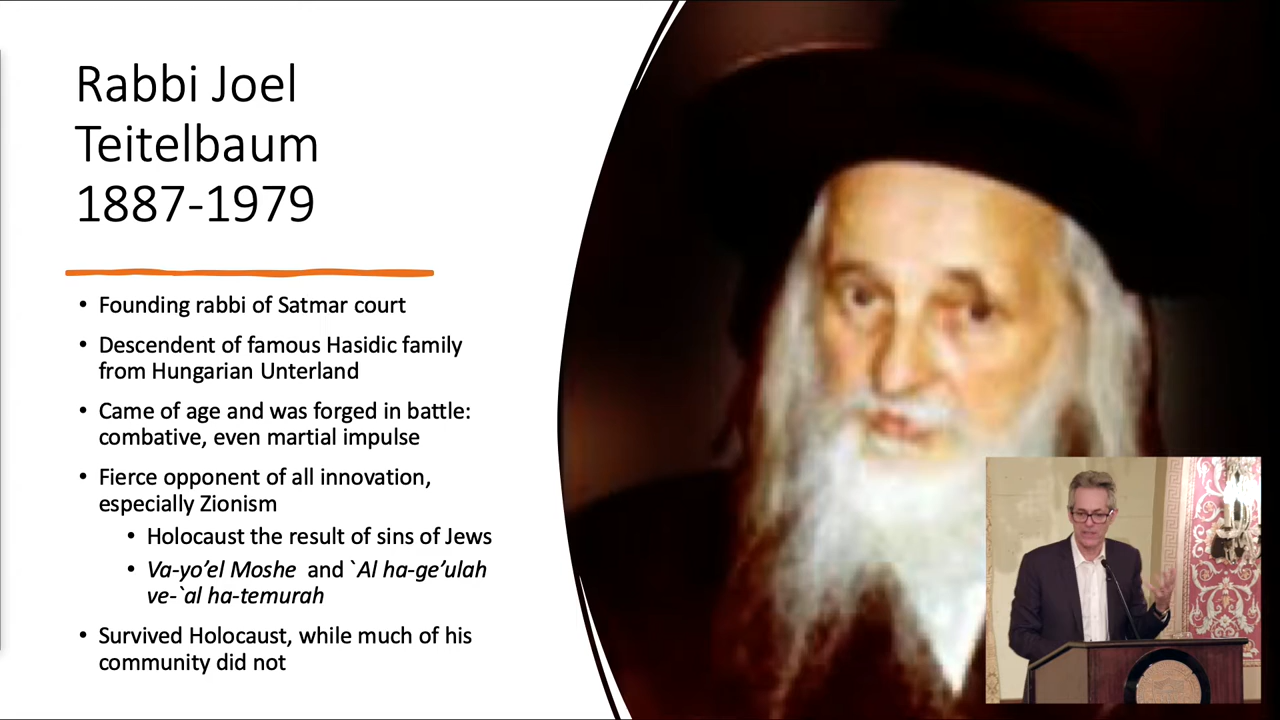 Rabbi Joel
Teitelbaum
1887-1979
• Founding rabbi of Satmar court
• Descendent of famous Hasidic family
from Hungarian Unterland
• Came of age and was forged in battle:
combative, even martial impulse
• Fierce opponent of all innovation,
especially Zionism
• Holocaust the result of sins of Jews
• Va-yo’el Moshe and `Al ha-ge’ulah
ve-`al ha-temurah
• Survived Holocaust, while much of his
community did not